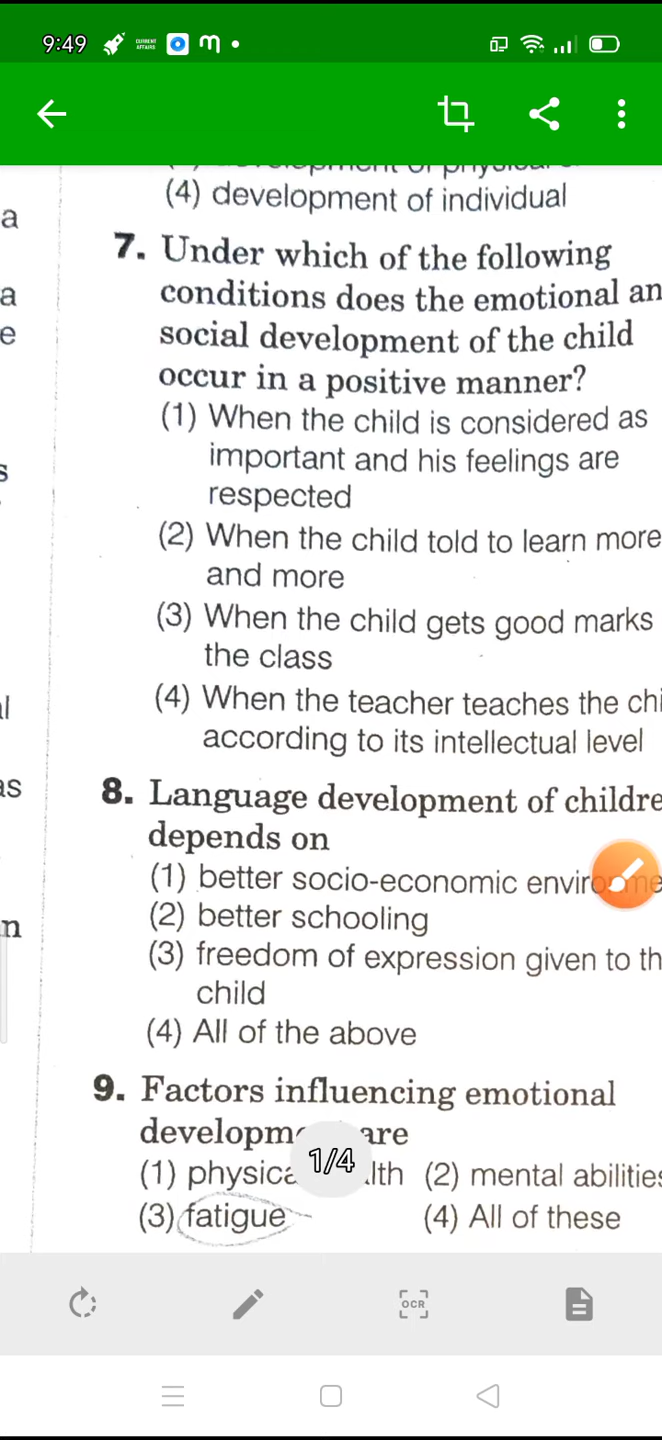 9:49
CURRENT
AFFAIRS
a
a
e
s
as
n
(4) development of individual
7. Under which of the following
conditions does the emotional an
social development of the child
occur in a positive manner?
(1) When the child is considered as
important and his feelings are
respected
(2) When the child told to learn more
and more
(3) When the child gets good marks
the class
(4) When the teacher teaches the chi
according to its intellectual level
8. Language development of childre
depends on
(1) better socio-economic
(2) better schooling
(3) freedom of expression given to th
child
(4) All of the above
9. Factors influencing emotional
are
(1) (2) mental abilities
(3) fatigue (4) All of these
1/4
OCR